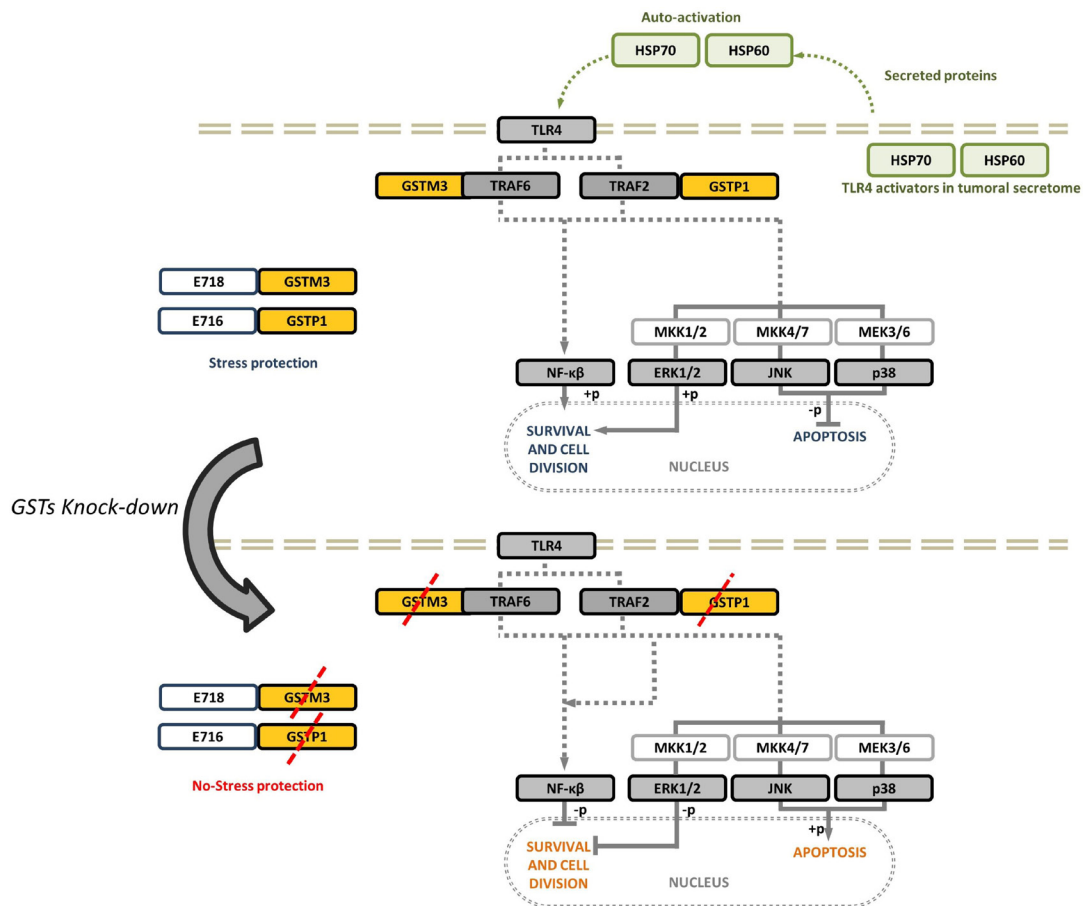 Auto-activation
HSP70 HSP60
Secreted proteins
TLR4
HSP70 HSP60
TLR4 activators in tumoral secretome
GSTM3 TRAF6 TRAF2 GSTP1
E718 GSTM3
E716 GSTP1
Stress protection
MKK1/2 MKK4/7 MEK3/6
NF-κβ ERK1/2 JNK p38
+p +p -p
SURVIVAL
AND CELL
DIVISION
APOPTOSIS
NUCLEUS
GSTs Knock-down
TLR4
GSTM3 TRAF6 TRAF2 GSTP1
E718 GSTM3
E716 GSTP1
No-Stress protection
MKK1/2 MKK4/7 MEK3/6
NF-κβ ERK1/2 JNK p38
-p -p +p
SURVIVAL
AND CELL
DIVISION
APOPTOSIS
NUCLEUS